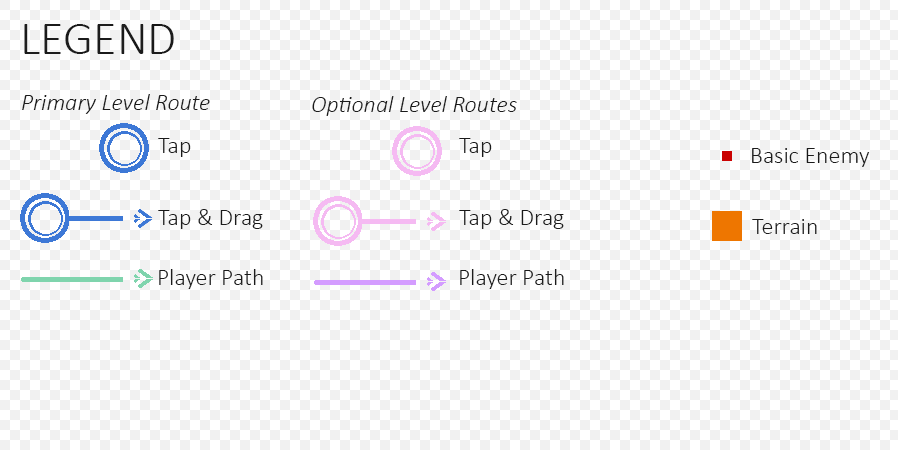 LEGEND
Primary Level Route
Optional Level Routes
Tap
Tap
Basic Enemy
Tap & Drag
Tap & Drag
Terrain
Player Path
Player Path